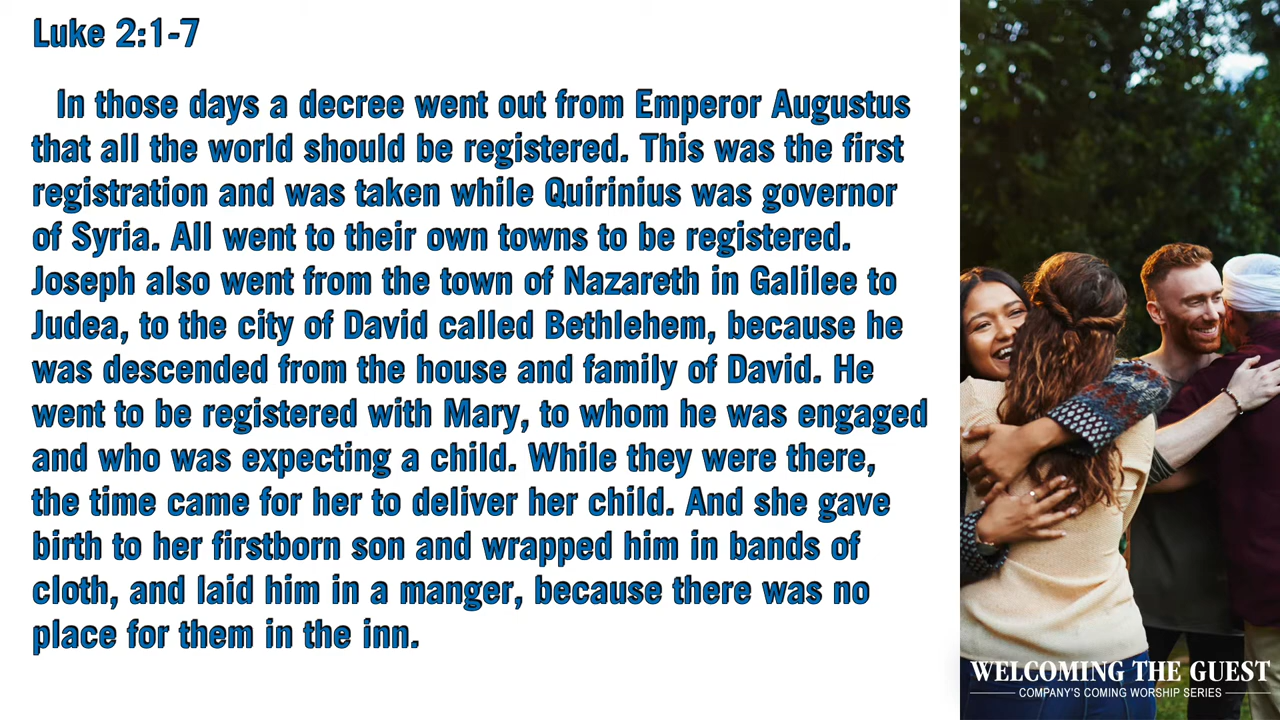 Luke 2:1-7
In those days a decree went out from Emperor Augustus
that all the world should be registered. This was the first
registration and was taken while Quirinius was governor
of Syria. All went to their own towns to be registered.
Joseph also went from the town of Nazareth in Galilee to
Judea, to the city of David called Bethlehem, because he
was descended from the house and family of David. He
went to be registered with Mary, to whom he was engaged
and who was expecting a child. While they were there,
the time came for her to deliver her child. And she gave
birth to her firstborn son and wrapped him in bands of
cloth, and laid him in a manger, because there was no
place for them in the inn.
WELCOMING THE GUEST
COMPANY'S COMING WORSHIP SERIES